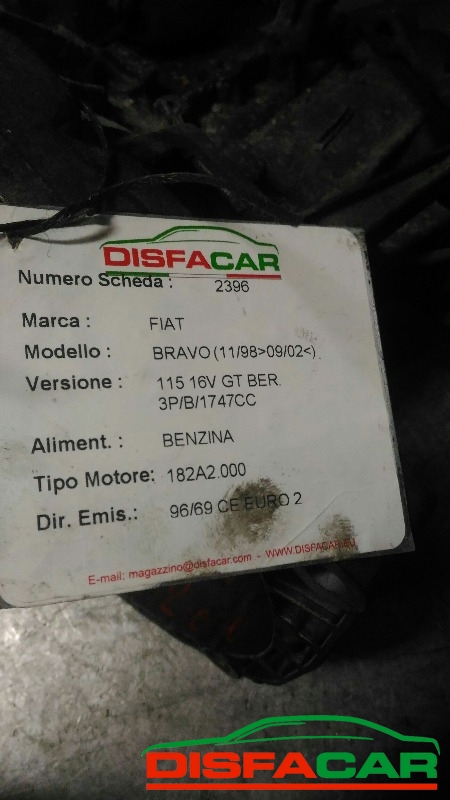 DISFACAR
Numero Scheda : 2396
Marca : FIAT
Modello : BRAVO (11/98>09/02<)
Versione : 115 16V GT BER.
3P/B/1747CC
Aliment. : BENZINA
Tipo Motore: 182A2.000
Dir. Emis.: 96/69 CE EURO 2
E-mail: magazzino@disfacar.com - WWW.DISFACAR.EU
DISFACAR